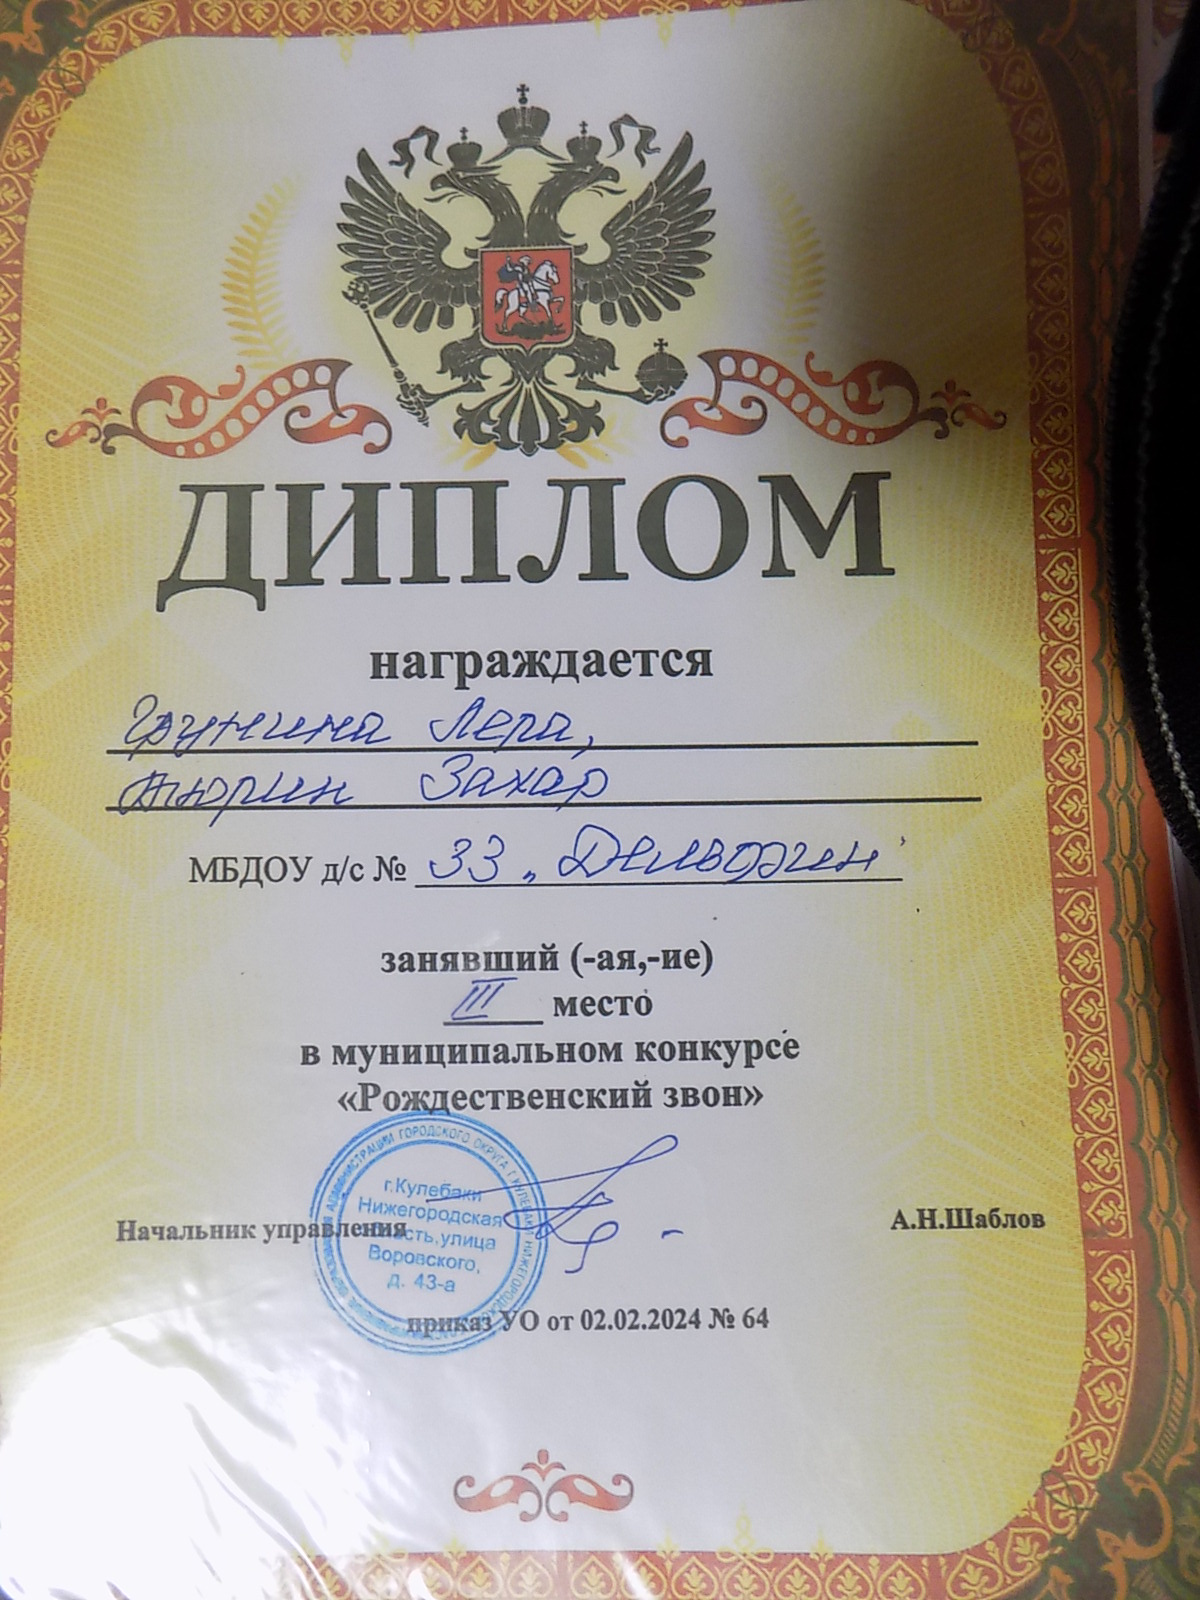 ДИПЛОМ
награждается
Грунина Лера,
Тюрин Захар
МБДОУ д/с № 33 „Дельфин"
занявший (-ая,-ие)
III место
в муниципальном конкурсе
«Рождественский звон»
г.Кулебаки
Нижегородская
область,улица
Воровского,
д. 43-а
Начальник управления
А.Н.Шаблов
приказ УО от 02.02.2024 № 64